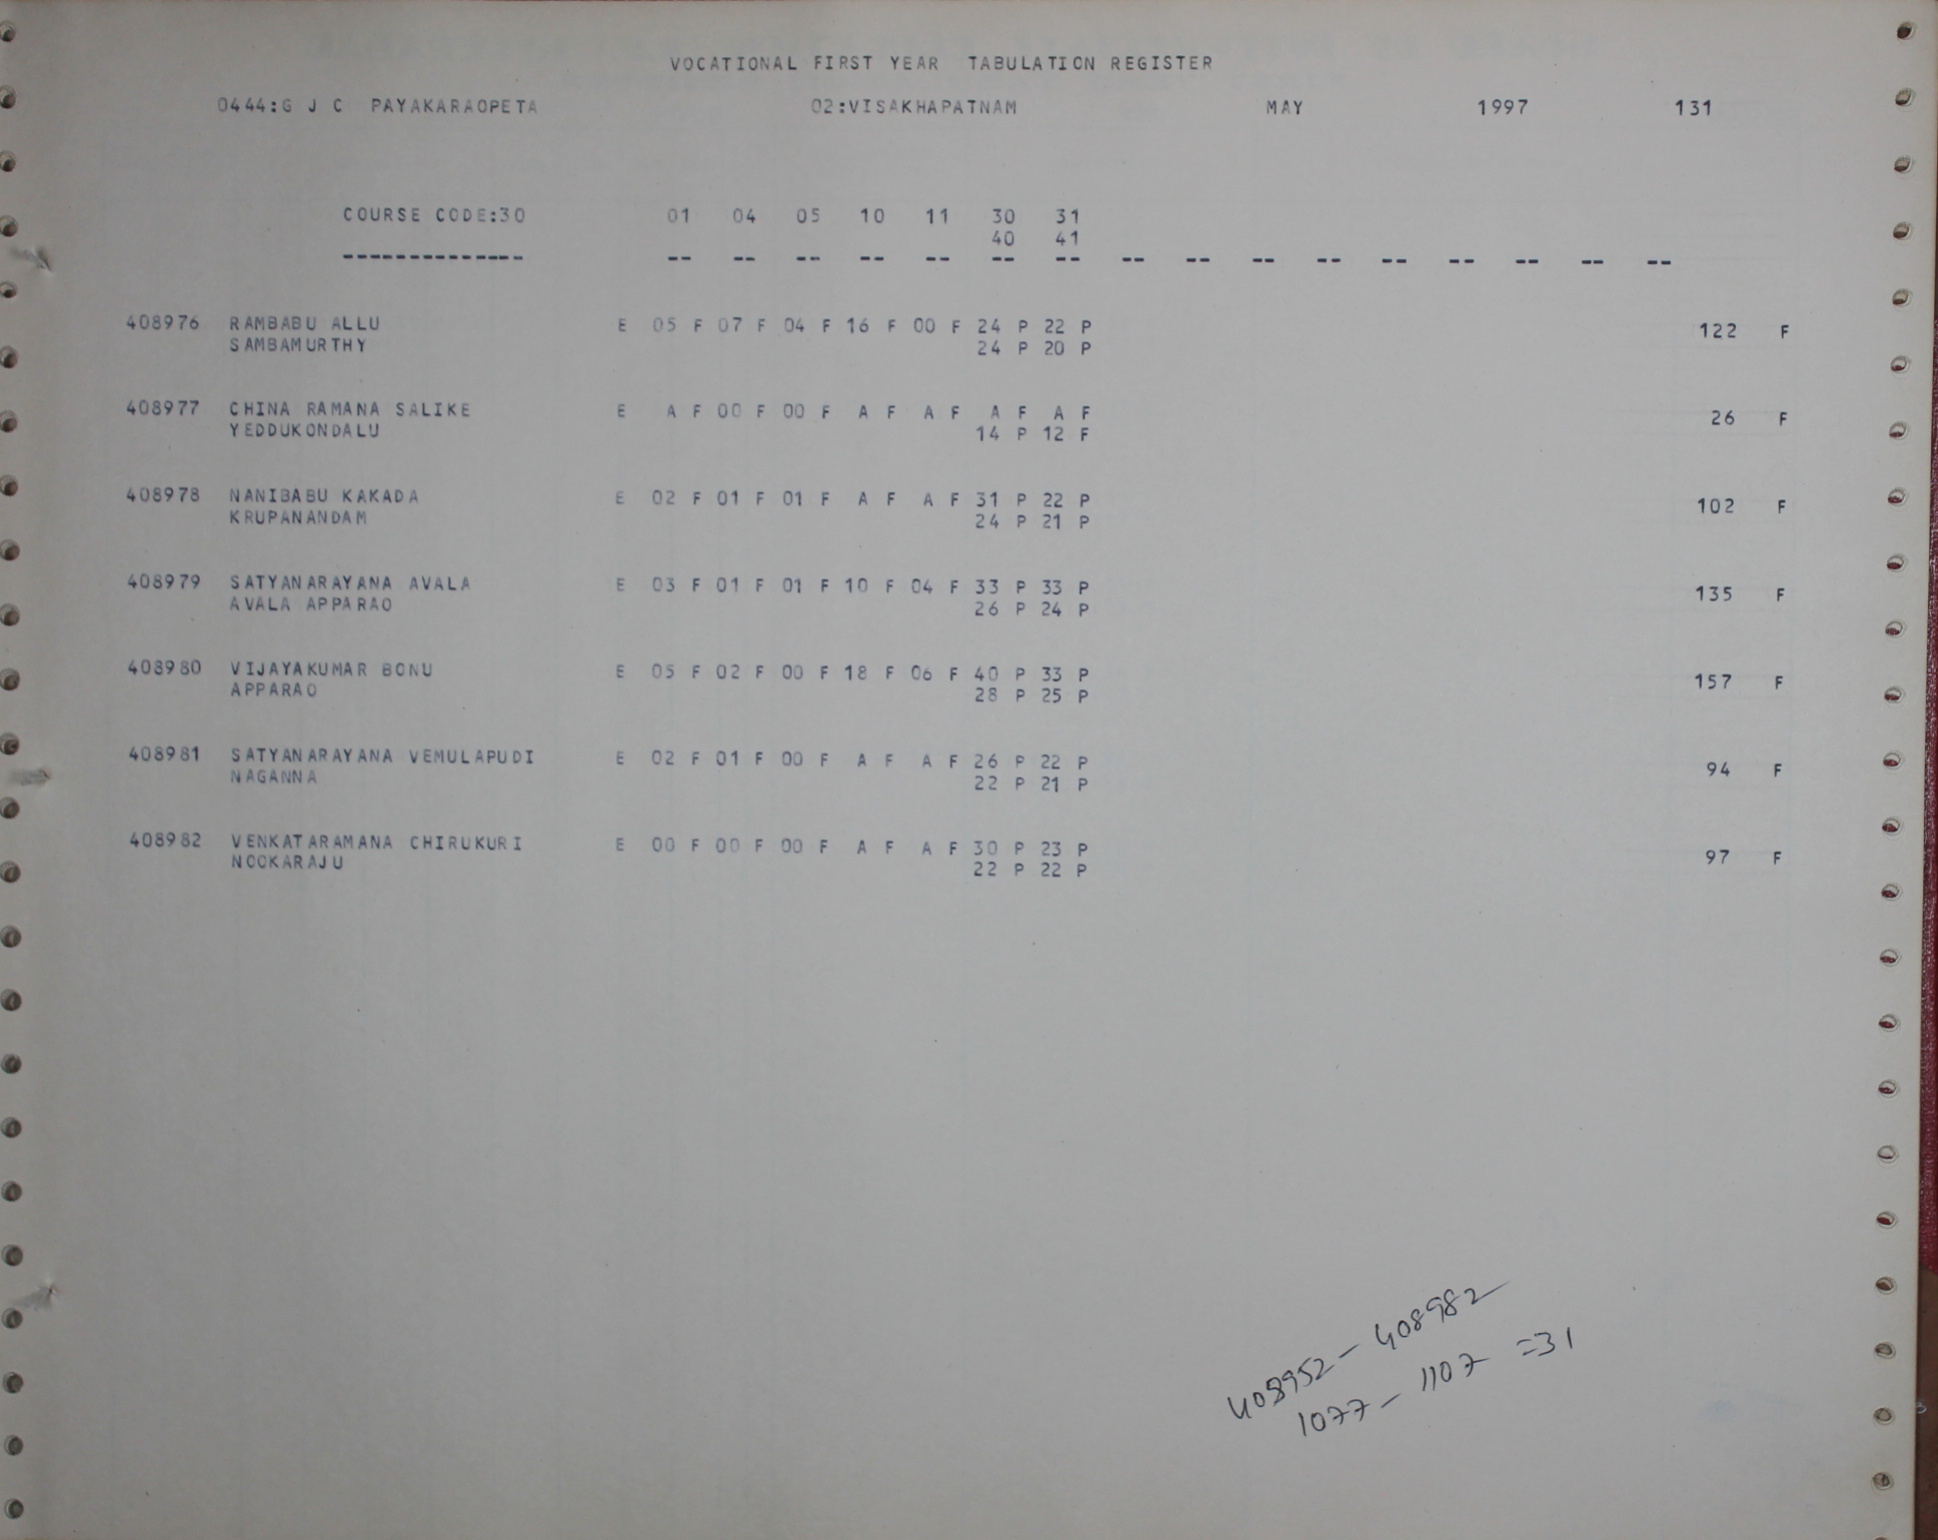 VOCATIONAL FIRST YEAR TABULATION REGISTER
0444:G J C PAYAKARAOPETA 02:VISAKHAPATNAM MAY 1997 131
COURSE CODE:30 01 04 05 10 11 30 31
40 41
-------------- -- -- -- -- -- -- -- -- -- -- -- -- -- -- -- --
408976 RAMBABU ALLU E 05 F 07 F 04 F 16 F 00 F 24 P 22 P 122 F
SAMBAMURTHY 24 P 20 P
408977 CHINA RAMANA SALIKE E A F 00 F 00 F A F A F A F A F 26 F
YEDDUKONDALU 14 P 12 F
408978 NANIBABU KAKADA E 02 F 01 F 01 F A F A F 31 P 22 P 102 F
KRUPANANDAM 24 P 21 P
408979 SATYANARAYANA AVALA E 03 F 01 F 01 F 10 F 04 F 33 P 33 P 135 F
AVALA APPARAO 26 P 24 P
408980 VIJAYAKUMAR BONU E 05 F 02 F 00 F 18 F 06 F 40 P 33 P 157 F
APPARAO 28 P 25 P
408981 SATYANARAYANA VEMULAPUDI E 02 F 01 F 00 F A F A F 26 P 22 P 94 F
NAGANNA 22 P 21 P
408982 VENKATARAMANA CHIRUKURI E 00 F 00 F 00 F A F A F 30 P 23 P 97 F
NOOKARAJU 22 P 22 P
408952 - 408982
1077 - 1107 =31